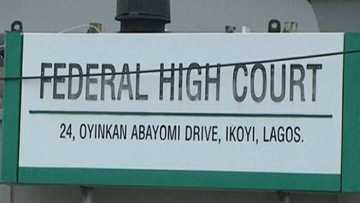 FEDERAL HIGH COURT
24, OYINKAN ABAYOMI DRIVE, IKOYI, LAGOS.